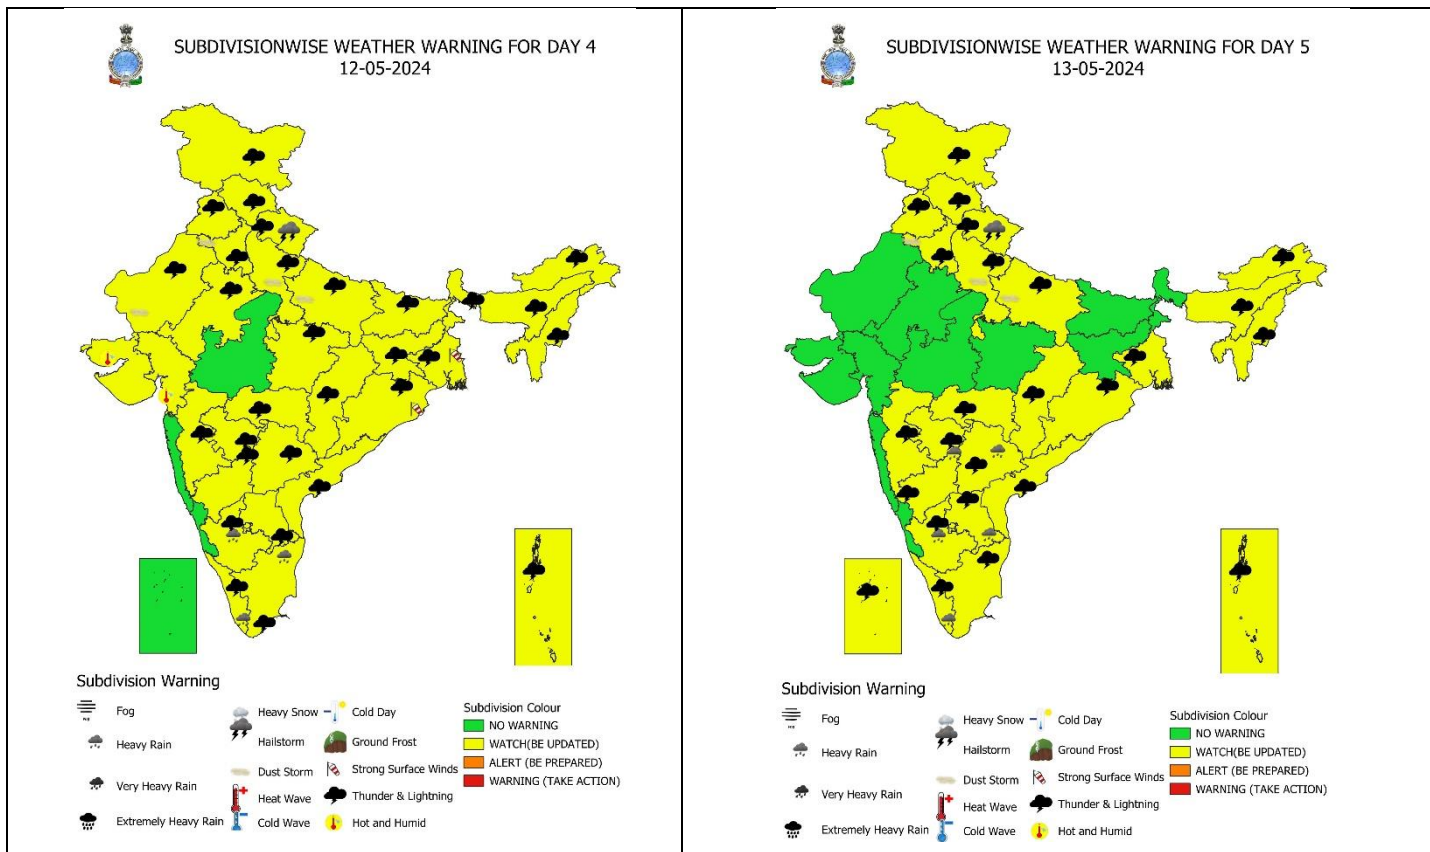 SUBDIVISIONWISE WEATHER WARNING FOR DAY 4
12-05-2024
Subdivision Warning
Fog
Heavy Rain
Very Heavy Rain
Extremely Heavy Rain
Heavy Snow
Hailstorm
Dust Storm
Heat Wave
Cold Wave
Cold Day
Ground Frost
Strong Surface Winds
Thunder & Lightning
Hot and Humid
Subdivision Colour
NO WARNING
WATCH(BE UPDATED)
ALERT (BE PREPARED)
WARNING (TAKE ACTION)
SUBDIVISIONWISE WEATHER WARNING FOR DAY 5
13-05-2024
Subdivision Warning
Fog
Heavy Rain
Very Heavy Rain
Extremely Heavy Rain
Heavy Snow
Hailstorm
Dust Storm
Heat Wave
Cold Wave
Cold Day
Ground Frost
Strong Surface Winds
Thunder & Lightning
Hot and Humid
Subdivision Colour
NO WARNING
WATCH(BE UPDATED)
ALERT (BE PREPARED)
WARNING (TAKE ACTION)